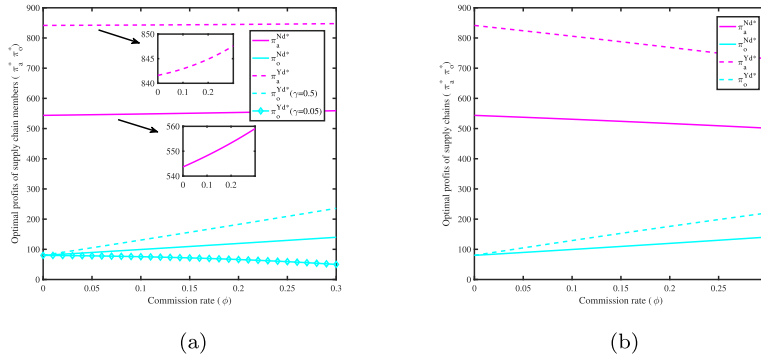 Optimal profits of supply chain members ( π_a^* π_o^* )
900
800
700
600
500
400
300
200
100
0
850
845
840
0 0.1 0.2
560
550
540
0 0.1 0.2
π_a^{Nd*}
π_o^{Nd*}
π_a^{Yd*}
π_o^{Yd*}(γ=0.5)
π_o^{Yd*}(γ=0.05)
0 0.05 0.1 0.15 0.2 0.25 0.3
Commission rate ( ϕ )
(a)
Optimal profits of supply chains ( π_a^* π_o^* )
900
800
700
600
500
400
300
200
100
0
π_a^{Nd*}
π_o^{Nd*}
π_a^{Yd*}
π_o^{Yd*}
0 0.05 0.1 0.15 0.2 0.25
Commission rate ( ϕ )
(b)